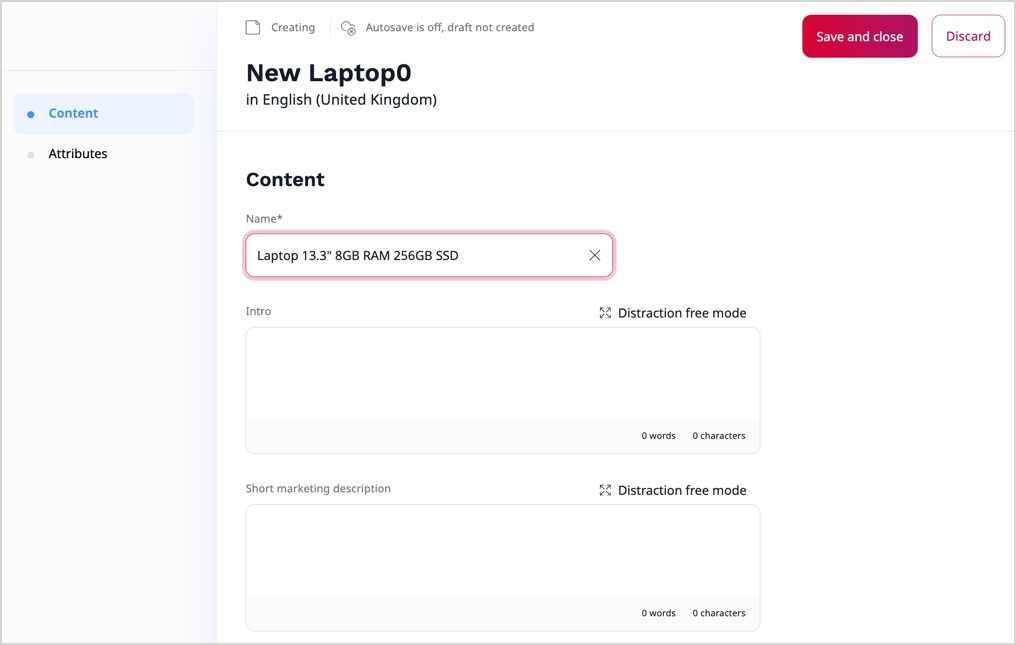 Creating
Autosave is off, draft not created
Save and close
Discard
New Laptop0
in English (United Kingdom)
Content
Attributes
Content
Name*
Laptop 13.3" 8GB RAM 256GB SSD
Intro
Distraction free mode
0 words 0 characters
Short marketing description
Distraction free mode
0 words 0 characters